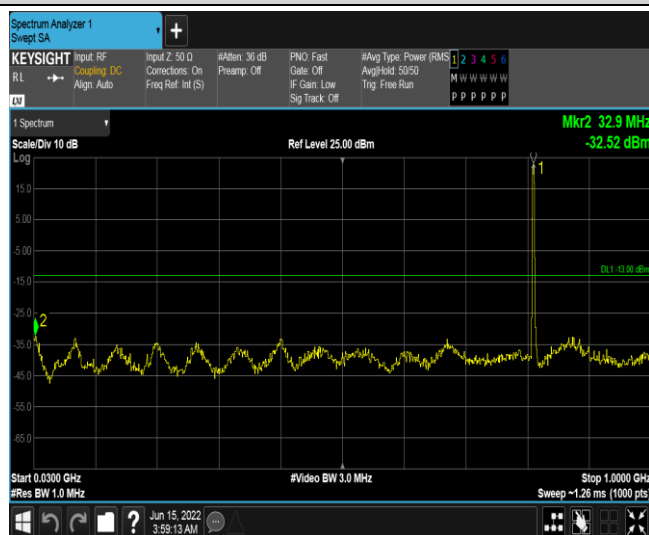 Spectrum Analyzer 1
Swept SA
KEYSIGHT Input: RF Input Z: 50 Ω #Atten: 36 dB PNO: Fast #Avg Type: Power (RMS 1 2 3 4 5 6
RL Coupling: DC Corrections: On Preamp: Off Gate: Off Avg|Hold: 50/50 M W W W W W
Align: Auto Freq Ref: Int (S) IF Gain: Low Trig: Free Run
Sig Track: Off P P P P P P
LXI
1 Spectrum Mkr2 32.9 MHz
Scale/Div 10 dB Ref Level 25.00 dBm -32.52 dBm
Log
1
15.0
5.00
-5.00
DL1 -13.00 dBm
-15.0
-25.0
2
-35.0
-45.0
-55.0
-65.0
Start 0.0300 GHz #Video BW 3.0 MHz Stop 1.0000 GHz
#Res BW 1.0 MHz Sweep ~1.26 ms (1000 pts)
? Jun 15, 2022
3:59:13 AM